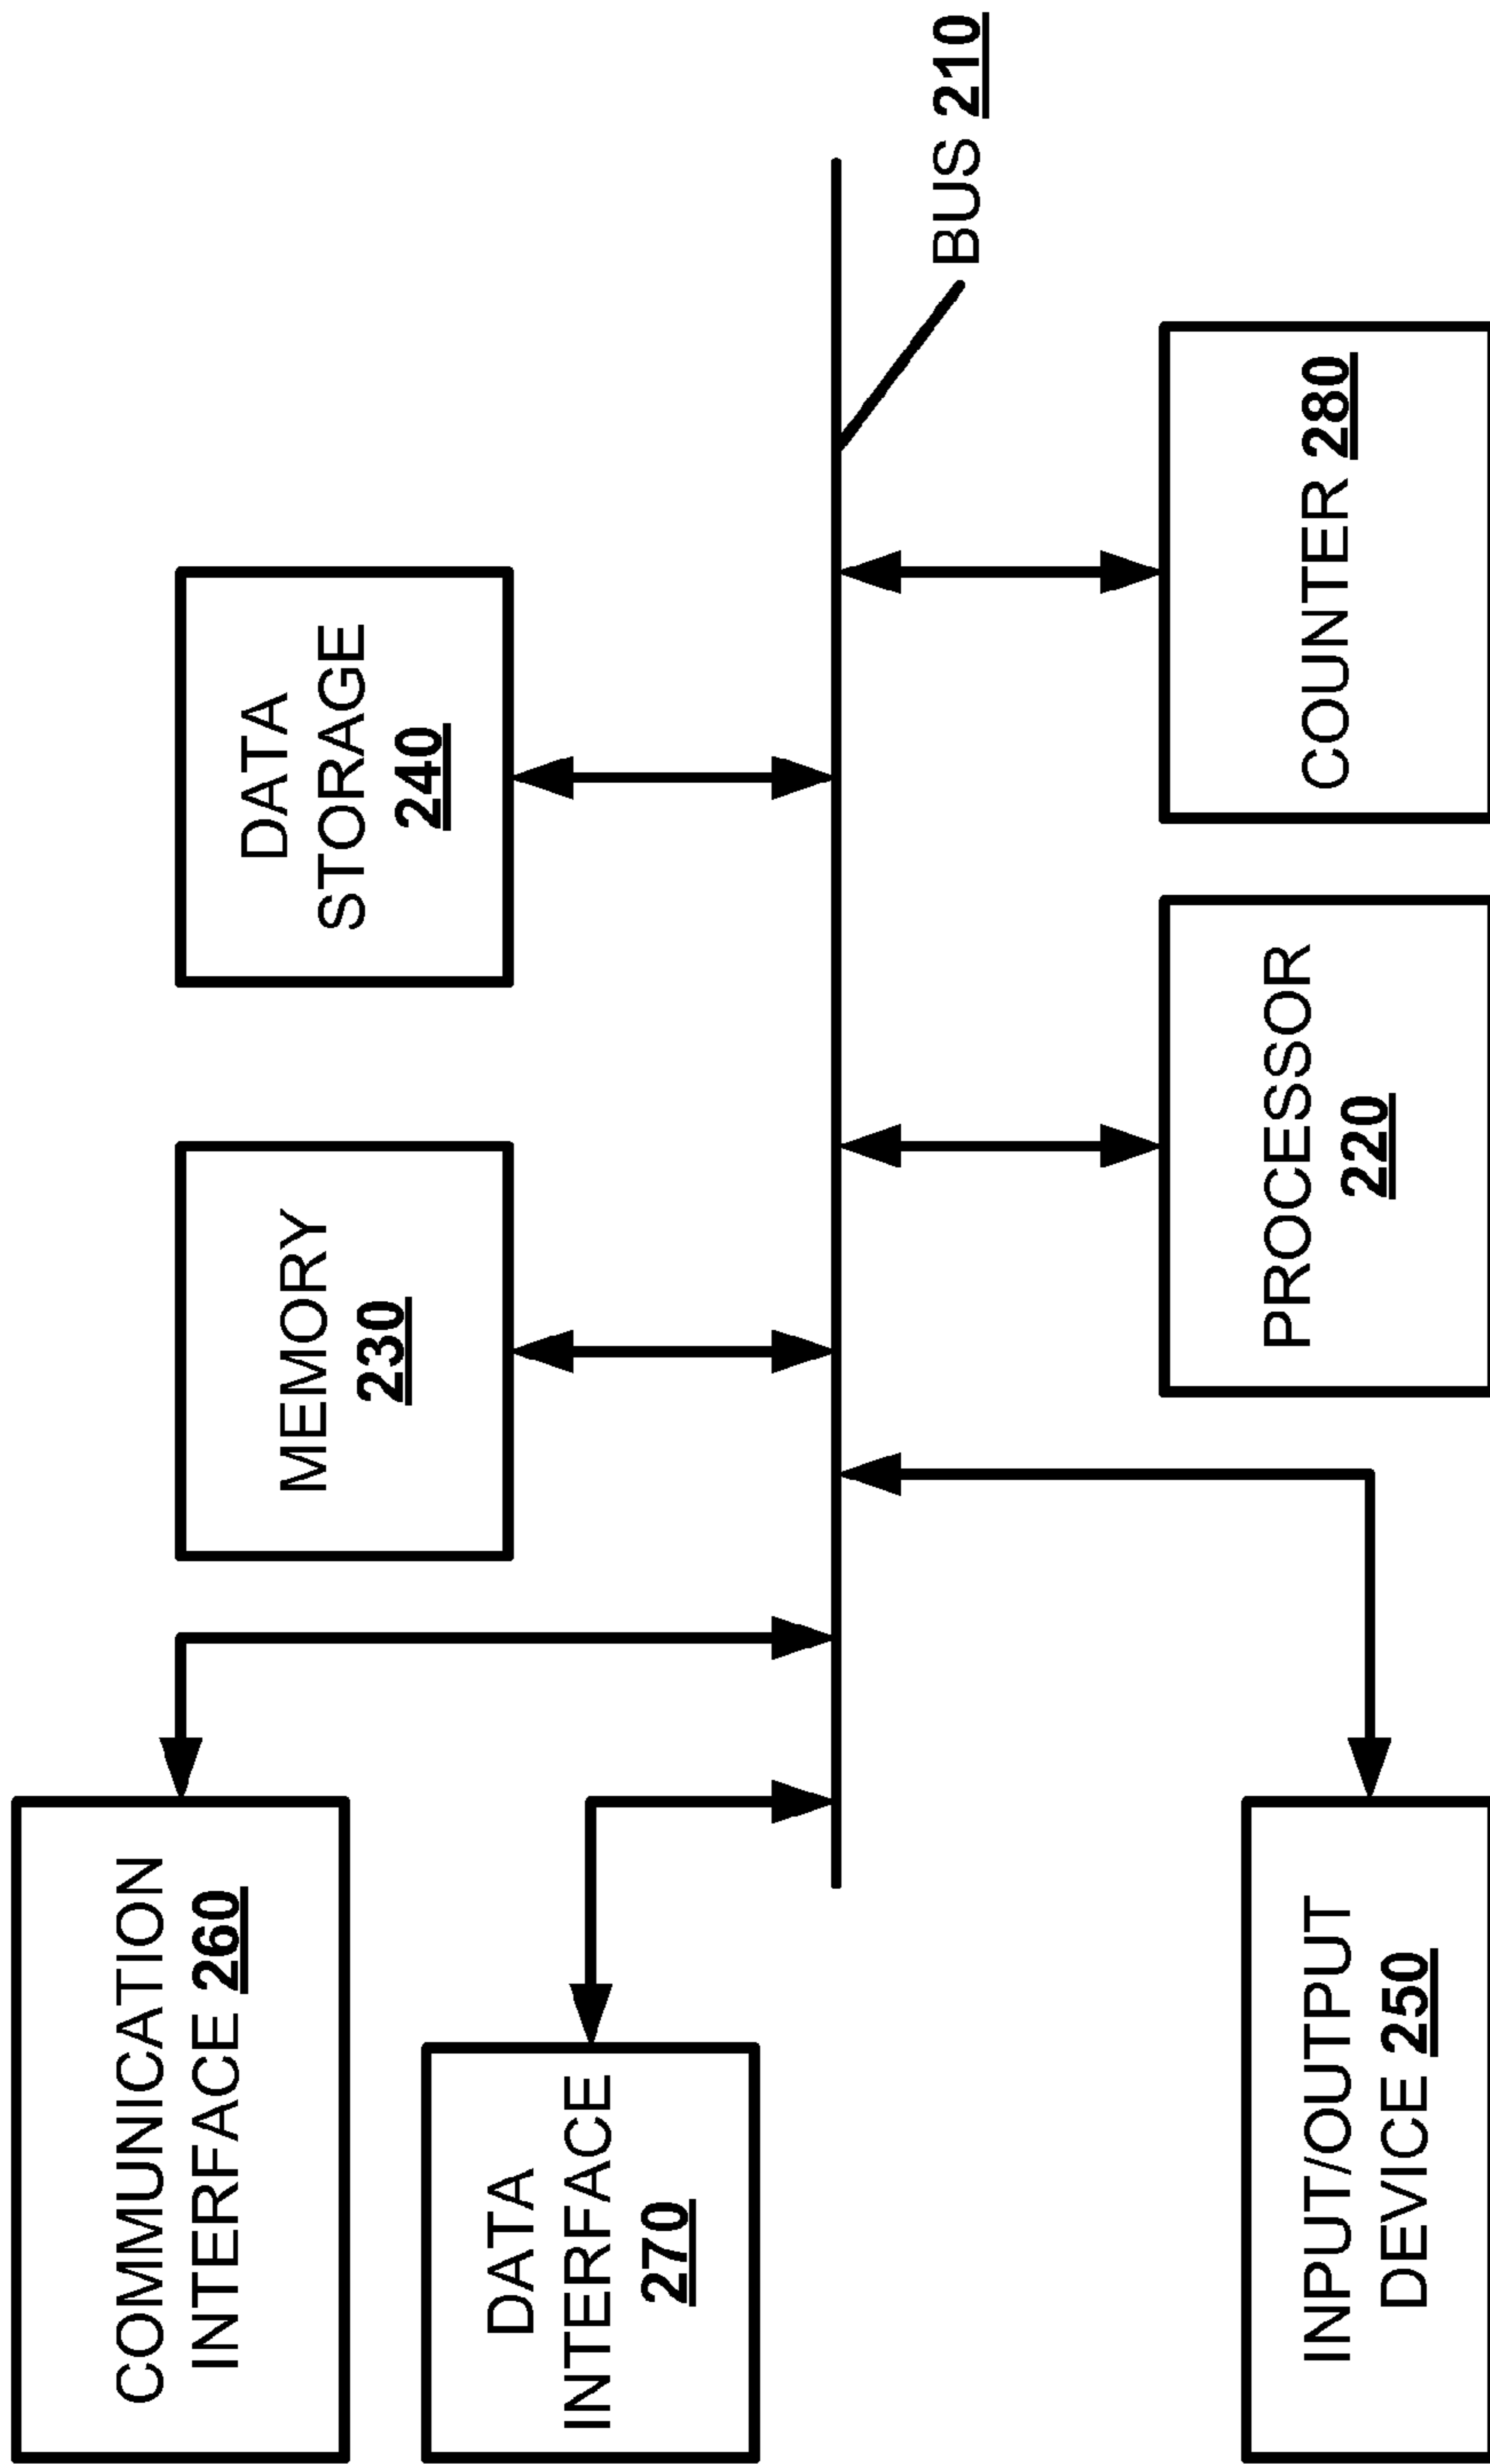 COMMUNICATION
INTERFACE 260
DATA
INTERFACE
270
MEMORY
230
DATA
STORAGE
240
BUS 210
INPUT/OUTPUT
DEVICE 250
PROCESSOR
220
COUNTER 280